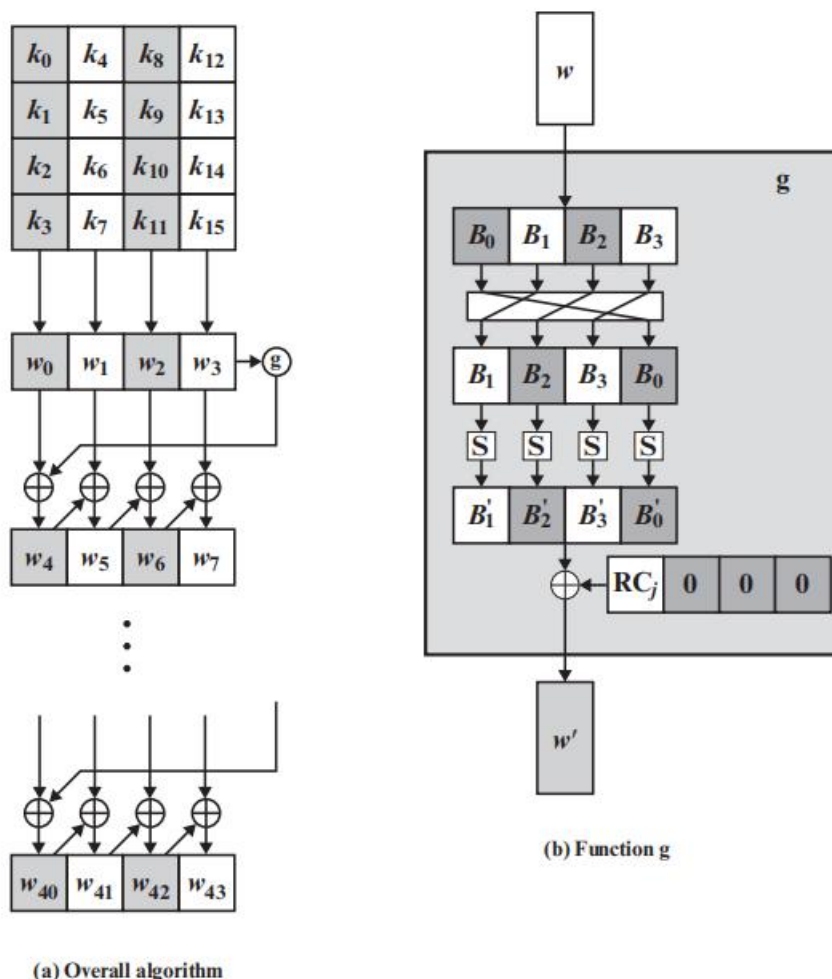 k0 k4 k8 k12
k1 k5 k9 k13
k2 k6 k10 k14
k3 k7 k11 k15
w0 w1 w2 w3 g
w4 w5 w6 w7
w40 w41 w42 w43
(a) Overall algorithm
w
g
B0 B1 B2 B3
B1 B2 B3 B0
S S S S
B'1 B'2 B'3 B'0
RCj 0 0 0
w'
(b) Function g